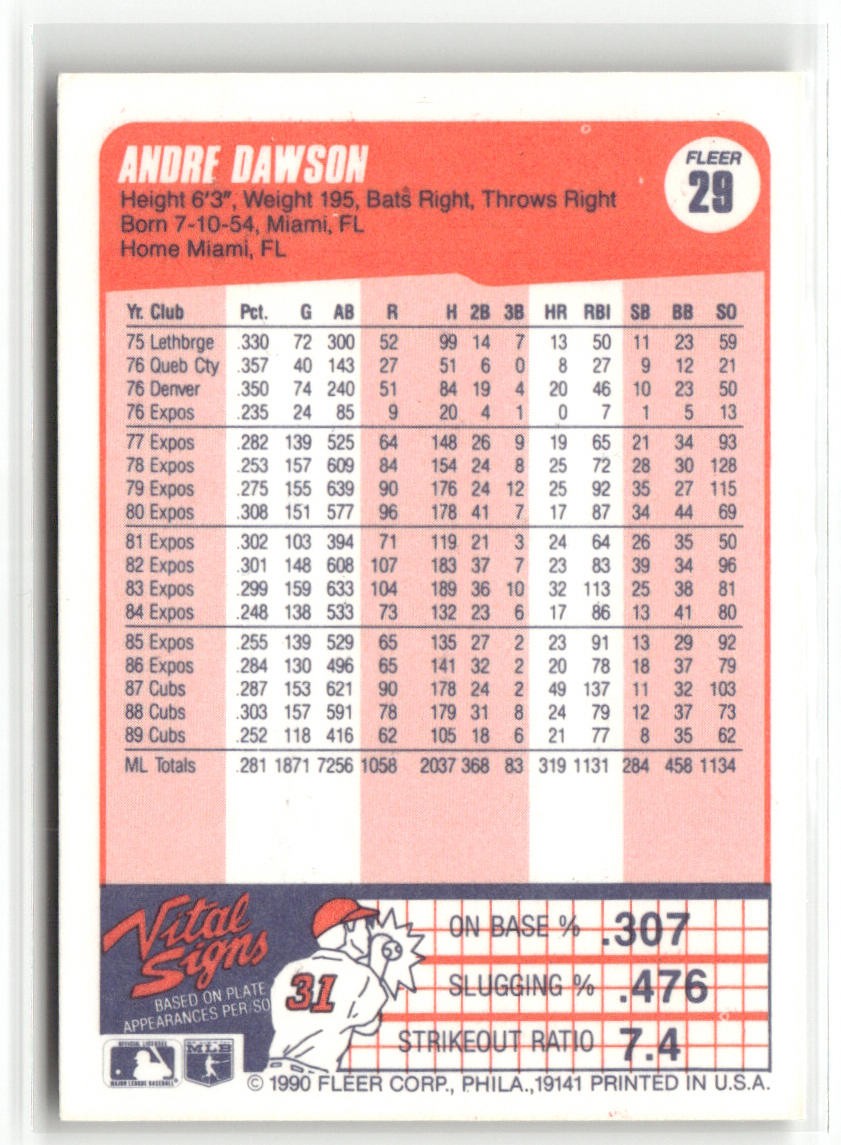 ANDRE DAWSON
FLEER
29
Height 6'3", Weight 195, Bats Right, Throws Right
Born 7-10-54, Miami, FL
Home Miami, FL
Yr. Club Pct. G AB R H 2B 3B HR RBI SB BB SO
75 Lethbrge .330 72 300 52 99 14 7 13 50 11 23 59
76 Queb Cty .357 40 143 27 51 6 0 8 27 9 12 21
76 Denver .350 74 240 51 84 19 4 20 46 10 23 50
76 Expos .235 24 85 9 20 4 1 0 7 1 5 13
77 Expos .282 139 525 64 148 26 9 19 65 21 34 93
78 Expos .253 157 609 84 154 24 8 25 72 28 30 128
79 Expos .275 155 639 90 176 24 12 25 92 35 27 115
80 Expos .308 151 577 96 178 41 7 17 87 34 44 69
81 Expos .302 103 394 71 119 21 3 24 64 26 35 50
82 Expos .301 148 608 107 183 37 7 23 83 39 34 96
83 Expos .299 159 633 104 189 36 10 32 113 25 38 81
84 Expos .248 138 533 73 132 23 6 17 86 13 41 80
85 Expos .255 139 529 65 135 27 2 23 91 13 29 92
86 Expos .284 130 496 65 141 32 2 20 78 18 37 79
87 Cubs .287 153 621 90 178 24 2 49 137 11 32 103
88 Cubs .303 157 591 78 179 31 8 24 79 12 37 73
89 Cubs .252 118 416 62 105 18 6 21 77 8 35 62
ML Totals .281 1871 7256 1058 2037 368 83 319 1131 284 458 1134
Vital
Signs
BASED ON PLATE
APPEARANCES PER/SO
31
ON BASE % .307
SLUGGING % .476
STRIKEOUT RATIO 7.4
OFFICIAL LICENSEE
MAJOR LEAGUE BASEBALL
MLB
© 1990 FLEER CORP., PHILA.,19141 PRINTED IN U.S.A.